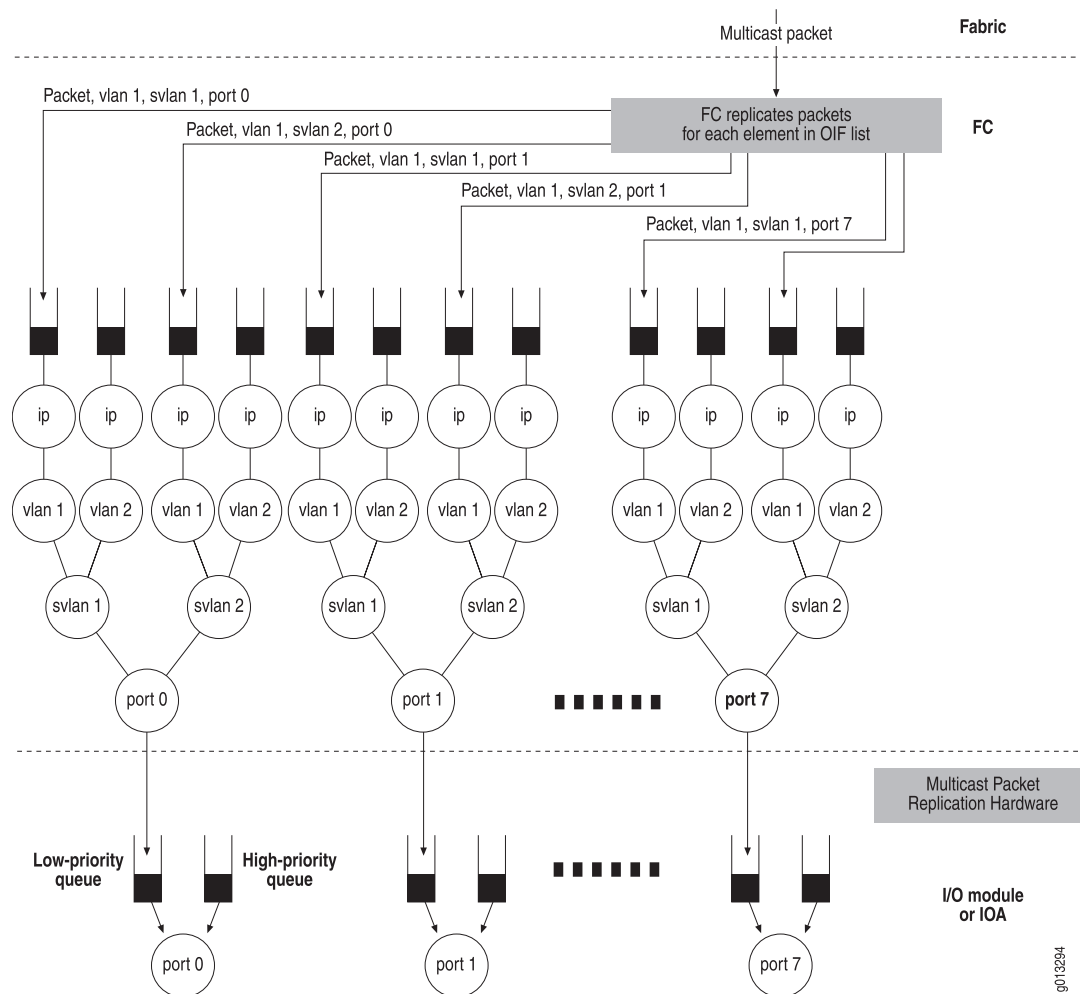 Multicast packet
Fabric
Packet, vlan 1, svlan 1, port 0
FC replicates packets
for each element in OIF list
FC
Packet, vlan 1, svlan 2, port 0
Packet, vlan 1, svlan 1, port 1
Packet, vlan 1, svlan 2, port 1
Packet, vlan 1, svlan 1, port 7
ip ip ip ip ip ip ip ip ip ip ip ip
vlan 1 vlan 2 vlan 1 vlan 2 vlan 1 vlan 2 vlan 1 vlan 2 vlan 1 vlan 2 vlan 1 vlan 2
svlan 1 svlan 2 svlan 1 svlan 2 svlan 1 svlan 2
port 0 port 1 port 7
Multicast Packet
Replication Hardware
Low-priority
queue
High-priority
queue
I/O module
or IOA
port 0 port 1 port 7
g013294